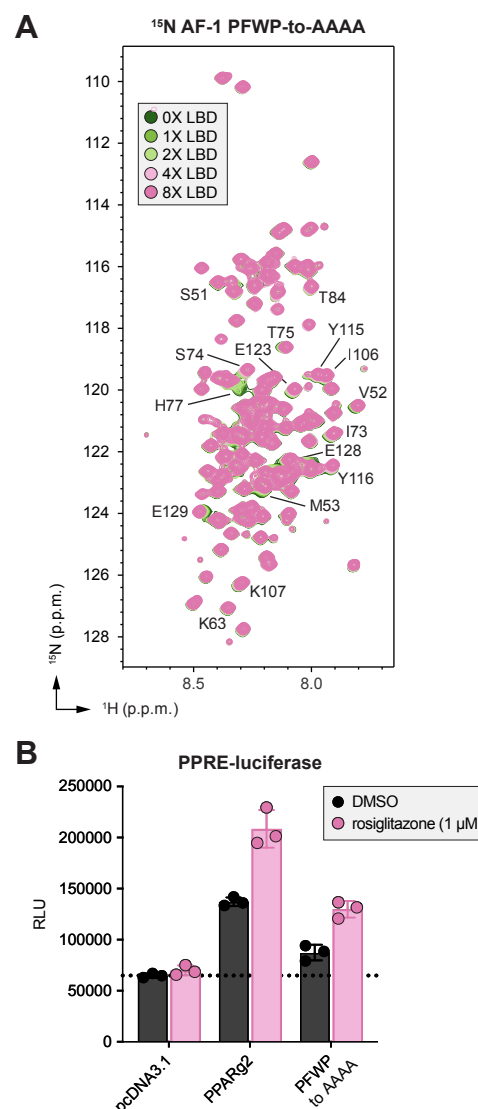 A
¹⁵N AF-1 PFWP-to-AAAA
110
112
114
116
118
120
122
124
126
128
0X LBD
1X LBD
2X LBD
4X LBD
8X LBD
S51
T84
T75
Y115
E123
I106
S74
V52
H77
I73
E128
Y116
M53
E129
K107
K63
8.5
8.0
¹⁵N (p.p.m.)
¹H (p.p.m.)
B
PPRE-luciferase
250000
200000
150000
100000
50000
0
RLU
DMSO
rosiglitazone (1 µM
pcDNA3.1
PPARg2
PFWP
to AAAA